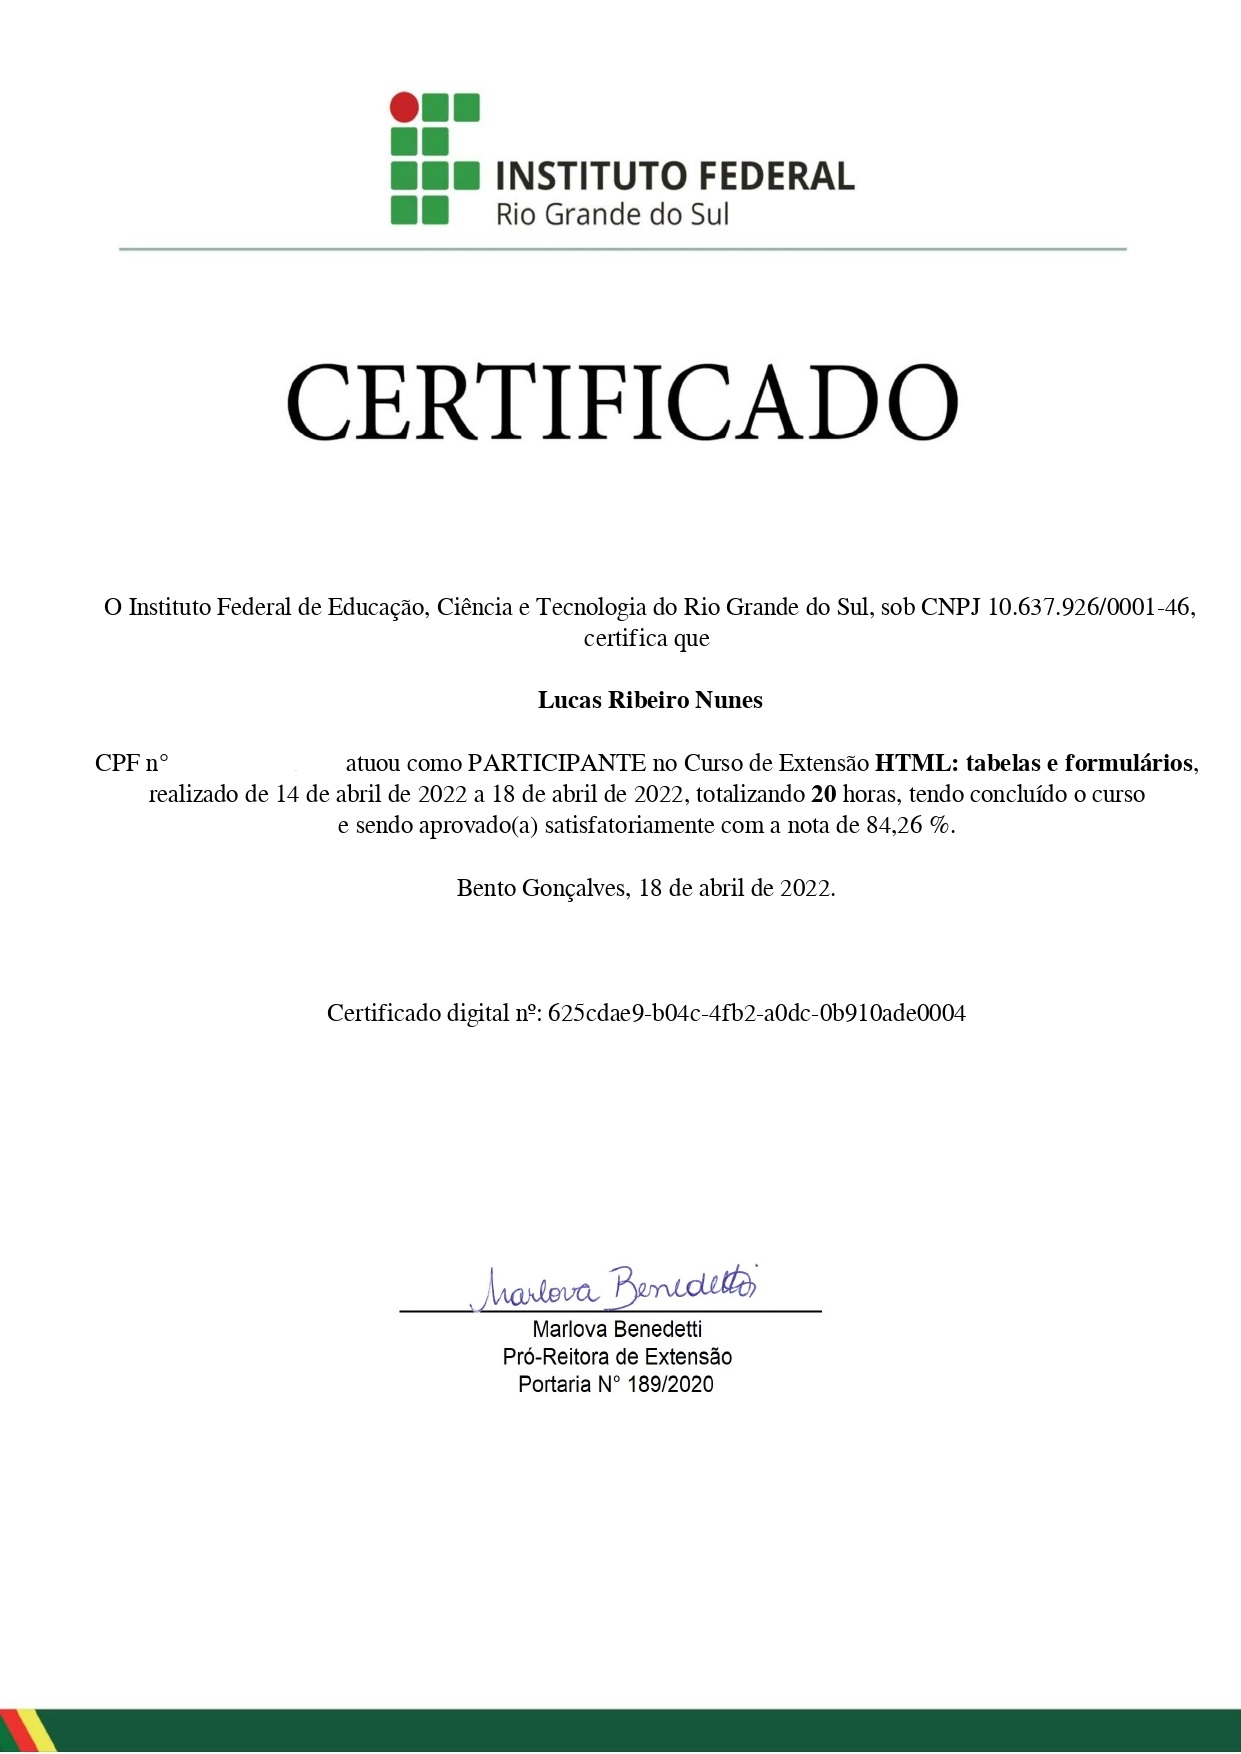 INSTITUTO FEDERAL
Rio Grande do Sul
CERTIFICADO
O Instituto Federal de Educação, Ciência e Tecnologia do Rio Grande do Sul, sob CNPJ 10.637.926/0001-46,
certifica que
Lucas Ribeiro Nunes
CPF n° atuou como PARTICIPANTE no Curso de Extensão HTML: tabelas e formulários,
realizado de 14 de abril de 2022 a 18 de abril de 2022, totalizando 20 horas, tendo concluído o curso
e sendo aprovado(a) satisfatoriamente com a nota de 84,26 %.
Bento Gonçalves, 18 de abril de 2022.
Certificado digital nº: 625cdae9-b04c-4fb2-a0dc-0b910ade0004
Marlova Benedetti
Marlova Benedetti
Pró-Reitora de Extensão
Portaria N° 189/2020